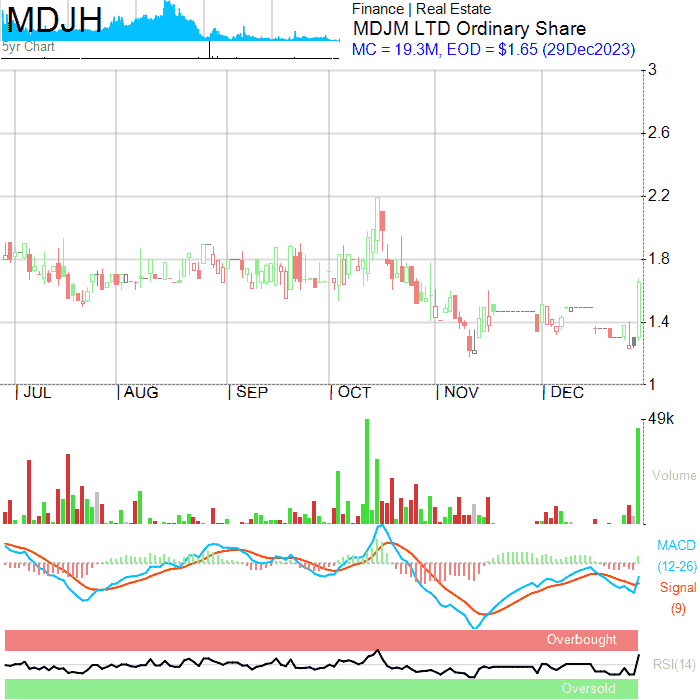 MDJH
5yr Chart
Finance | Real Estate
MDJM LTD Ordinary Share
MC = 19.3M, EOD = $1.65 (29Dec2023)
3
2.6
2.2
1.8
1.4
1
JUL AUG SEP OCT NOV DEC
49k
Volume
MACD
(12-26)
Signal
(9)
Overbought
RSI(14)
Oversold